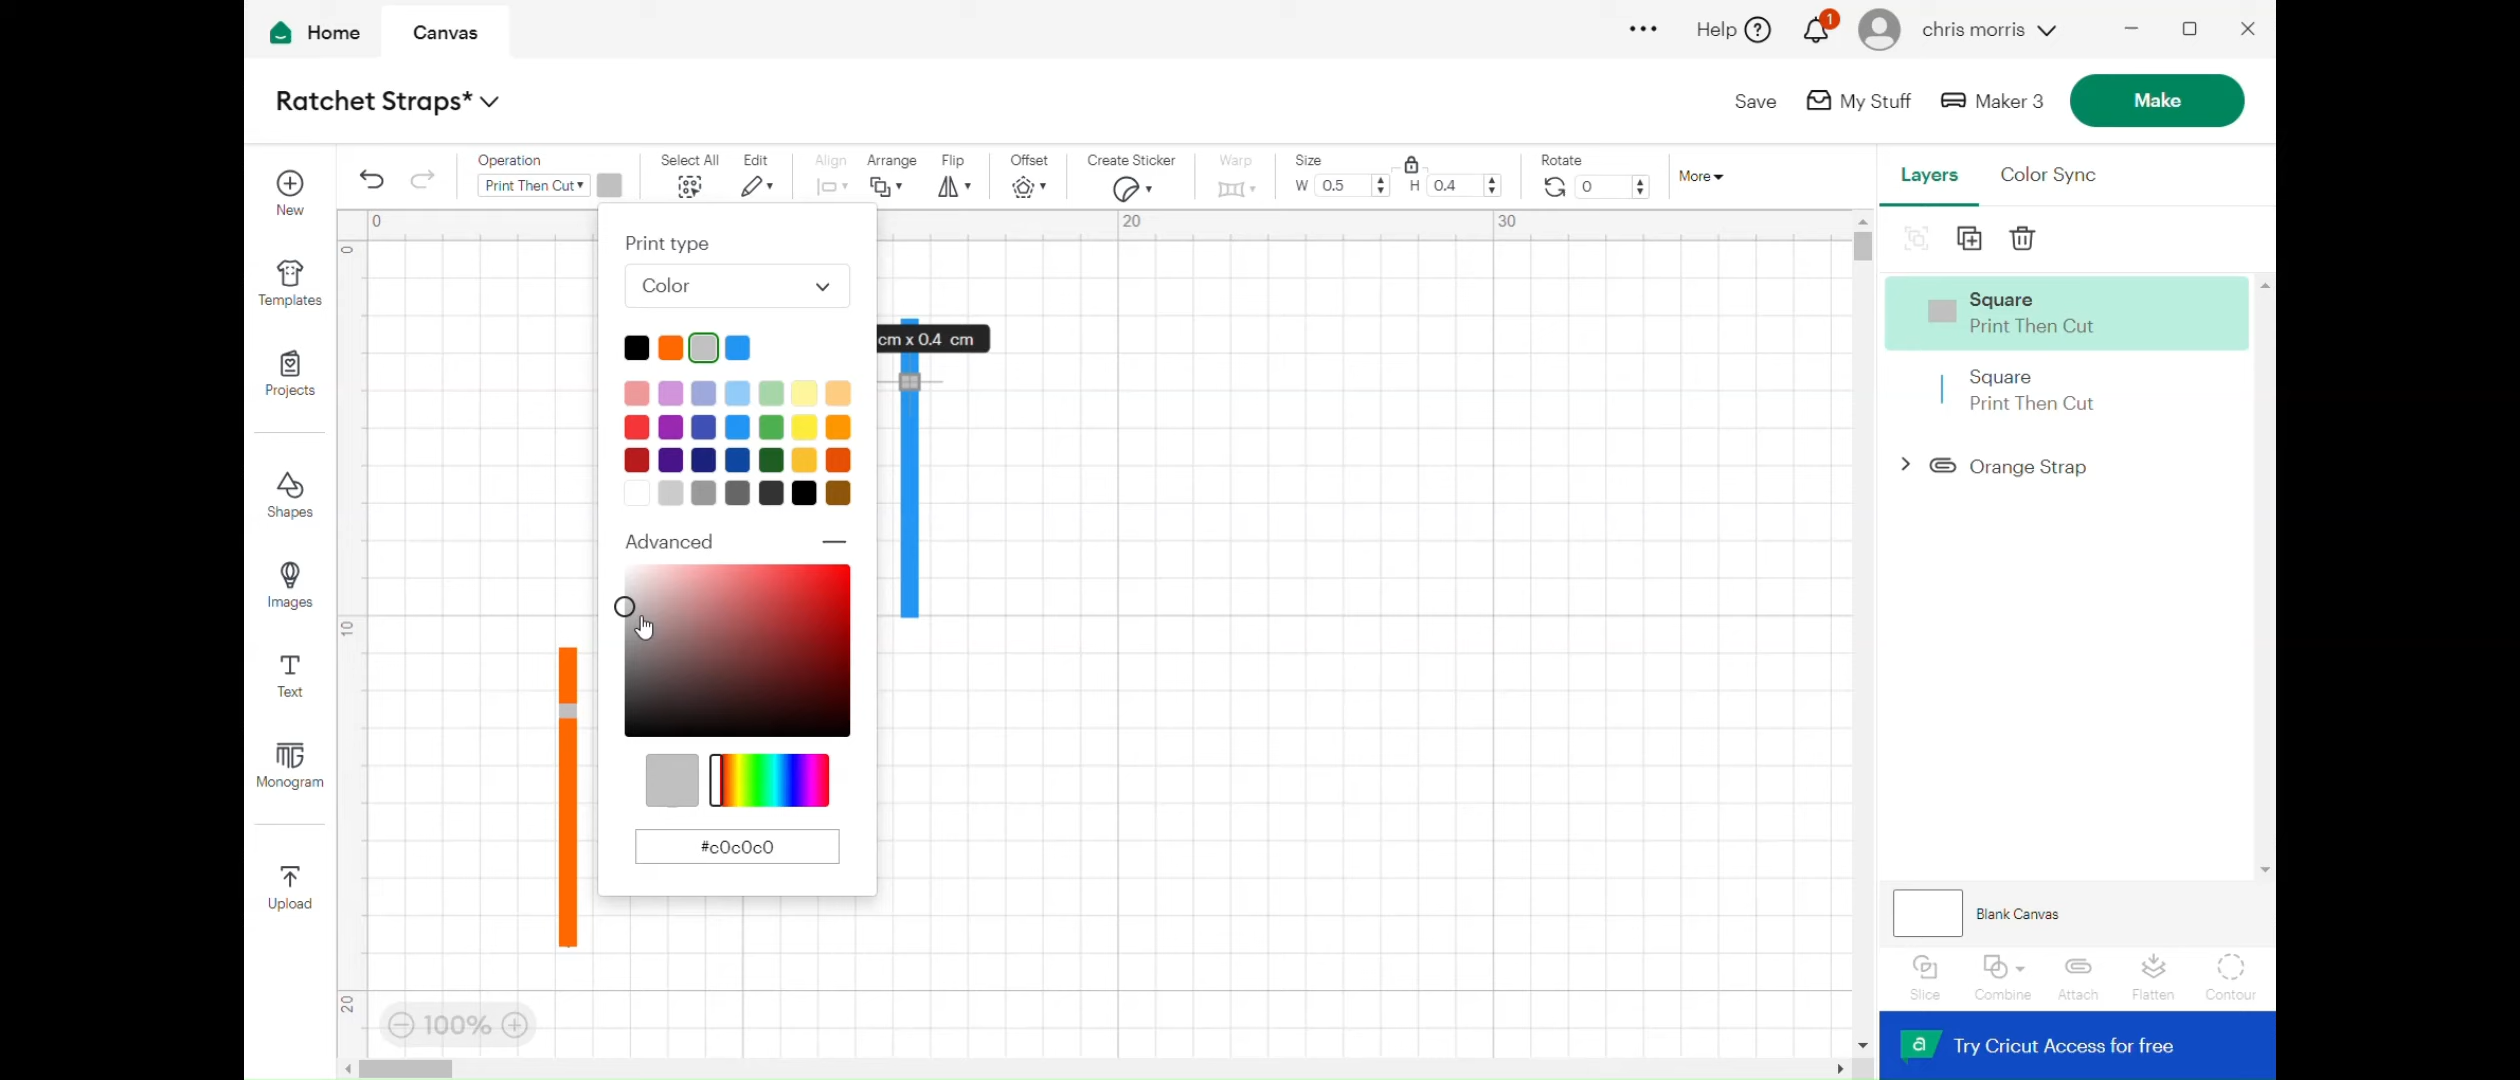 Home
Canvas
Help
1
chris morris
Ratchet Straps*
Save
My Stuff
Maker 3
Make
Operation
Print Then Cut
Select All
Edit
Align
Arrange
Flip
Offset
Create Sticker
Warp
Size
W 0.5
H 0.4
Rotate
0
More
New
Templates
Projects
Shapes
Images
Text
Monogram
MG
Upload
0
20
30
0
10
20
Print type
Color
cm x 0.4 cm
Advanced
#c0c0c0
100%
Layers
Color Sync
Square
Print Then Cut
Square
Print Then Cut
Orange Strap
Blank Canvas
Slice
Combine
Attach
Flatten
Contour
a
Try Cricut Access for free